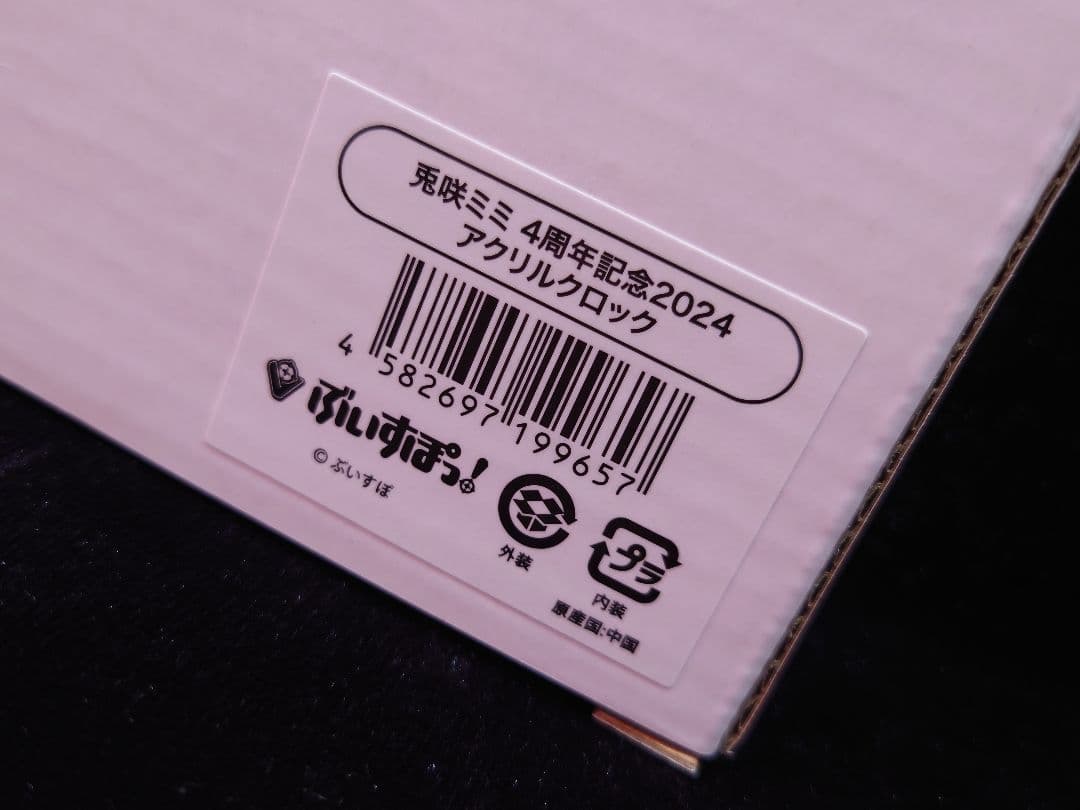 兎咲ミミ 4周年記念2024
アクリルクロック
4 582697 199657
ぶいすぽっ!
© ぶいすぽ
外装
プラ
内装
原産国:中国